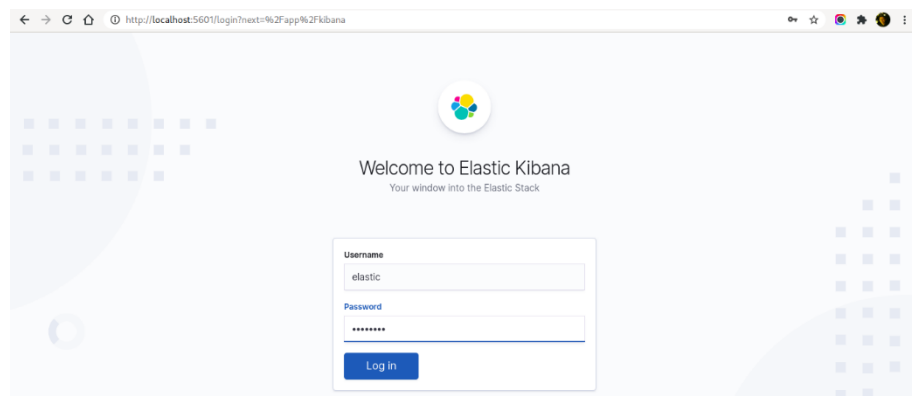 http://localhost:5601/login?next=%2Fapp%2Fkibana
Welcome to Elastic Kibana
Your window into the Elastic Stack
Username
elastic
Password
••••••••
Log in